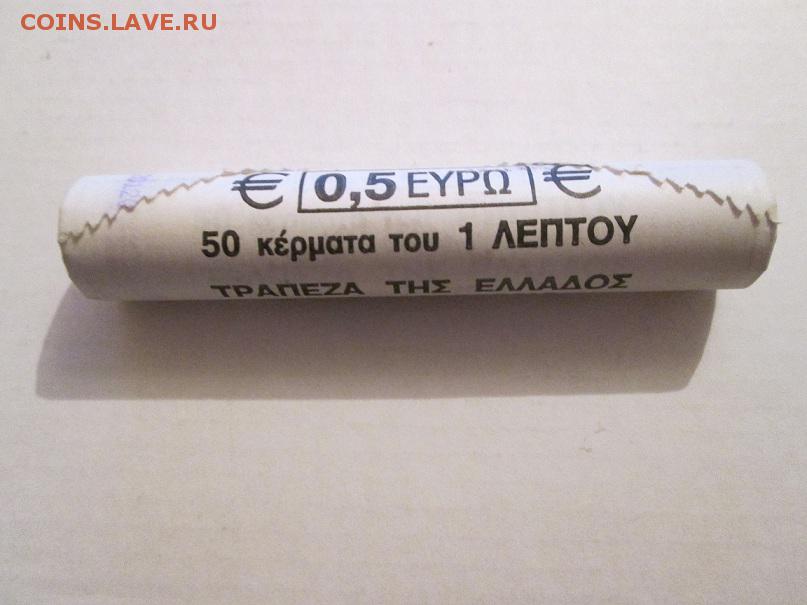 COINS.LAVE.RU
€ 0,5 ΕΥΡΩ €
50 κέρματα του 1 ΛΕΠΤΟΥ
ΤΡΑΠΕΖΑ ΤΗΣ ΕΛΛΑΔΟΣ